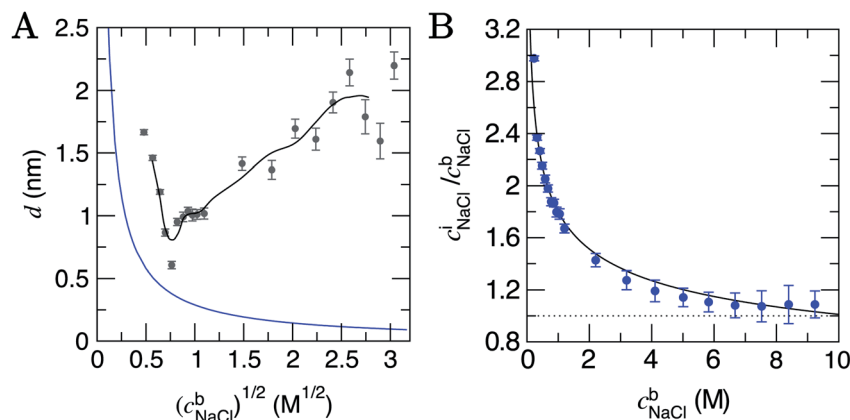 A
2.5
2
1.5
1
0.5
0
d (nm)
0 0.5 1 1.5 2 2.5 3
(c^b_NaCl)^1/2 (M^1/2)
B
3.2
2.8
2.4
2
1.6
1.2
0.8
c^i_NaCl/c^b_NaCl
0 2 4 6 8 10
c^b_NaCl (M)